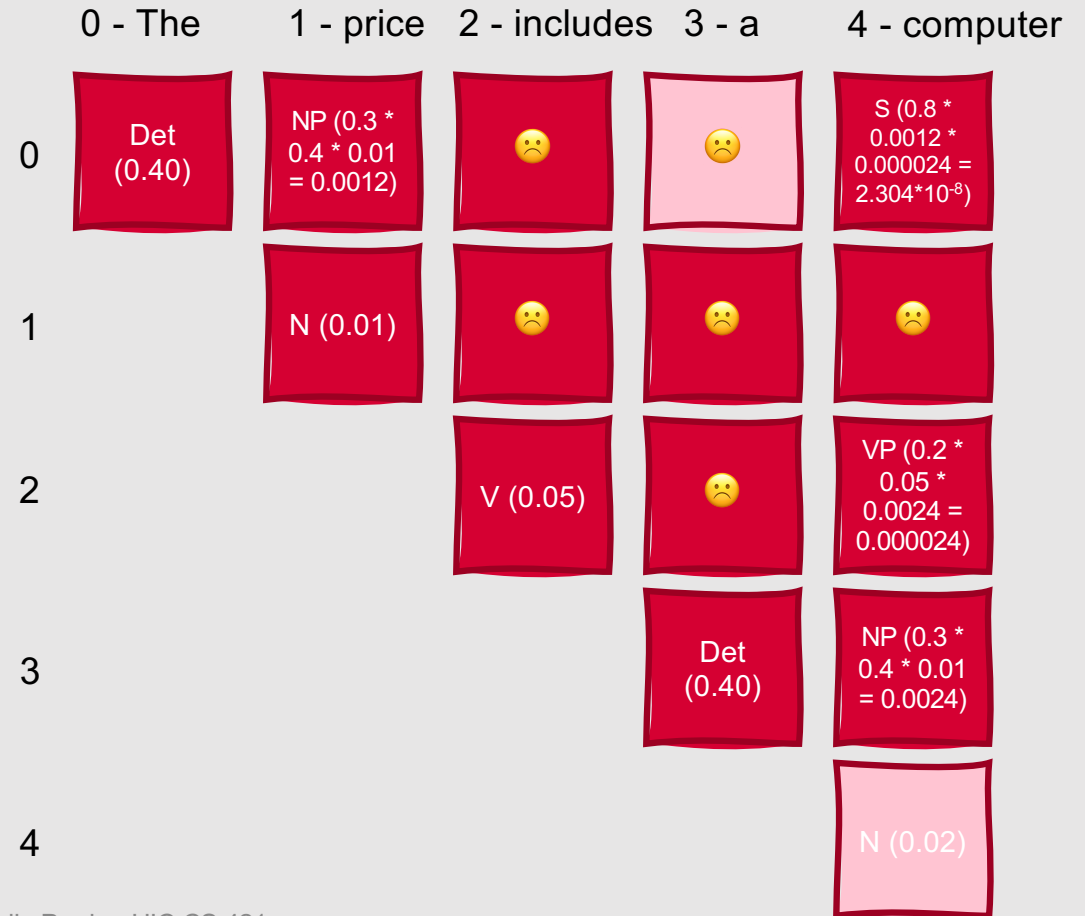 0 - The 1 - price 2 - includes 3 - a 4 - computer
0
Det
(0.40)
NP (0.3 *
0.4 * 0.01
= 0.0012)
S (0.8 *
0.0012 *
0.000024 =
2.304*10-8)
1
N (0.01)
2
V (0.05)
VP (0.2 *
0.05 *
0.0024 =
0.000024)
3
Det
(0.40)
NP (0.3 *
0.4 * 0.01
= 0.0024)
4
N (0.02)